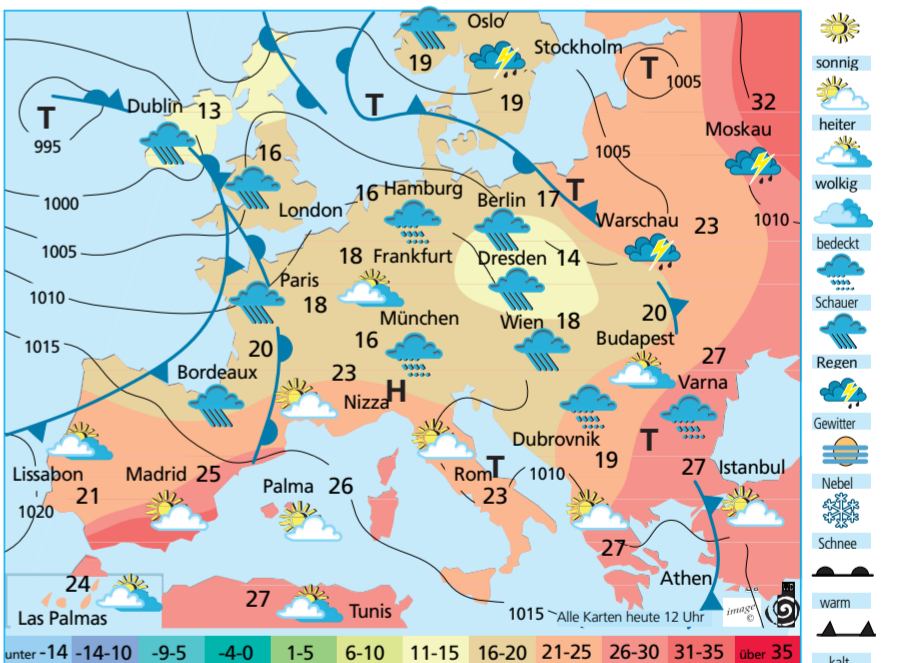 Oslo
sonnig
19
Stockholm
T
1005
heiter
T
19
32
Dublin
13
Moskau
T
995
wolkig
16
1005
1000
16 Hamburg
Berlin 17
T
London
Warschau
23
1010
bedeckt
1005
18 Frankfurt
Dresden 14
Paris
1010
18
Schauer
München
Wien 18
20
1015
16
Budapest
20
27
Regen
Bordeaux
23
Varna
Nizza
H
Gewitter
Dubrovnik
T
Lissabon
Madrid 25
Rom
T
1010
19
27
Istanbul
Palma
26
21
23
Nebel
1020
27
Schnee
24
Athen
27
Las Palmas
Tunis
1015
Alle Karten heute 12 Uhr
image
©
warm
unter -14
-14-10
-9-5
-4-0
1-5
6-10
11-15
16-20
21-25
26-30
31-35
über 35
kalt